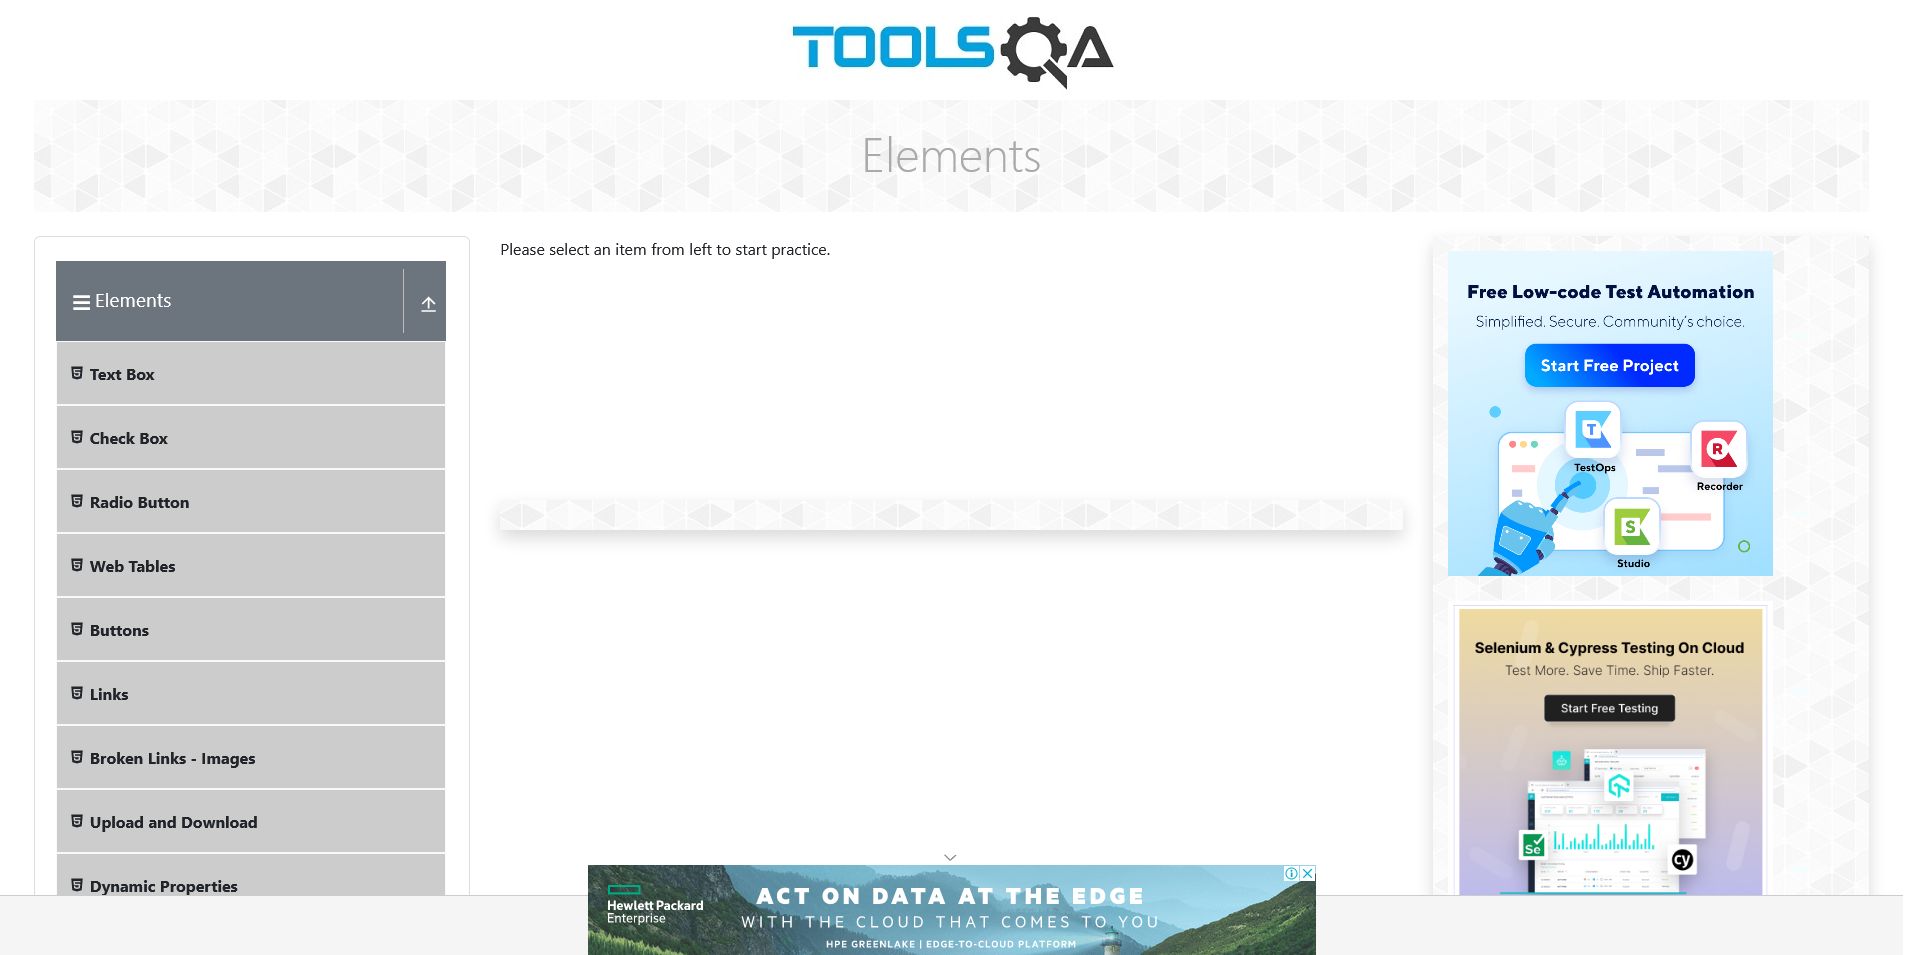 TOOLSQA
Elements
Elements
Text Box
Check Box
Radio Button
Web Tables
Buttons
Links
Broken Links - Images
Upload and Download
Dynamic Properties
Please select an item from left to start practice.
Free Low-code Test Automation
Simplified. Secure. Community's choice.
Start Free Project
T
TestOps
R
Recorder
S
Studio
Selenium & Cypress Testing On Cloud
Test More. Save Time. Ship Faster.
Start Free Testing
Se
cy
Hewlett Packard
Enterprise
ACT ON DATA AT THE EDGE
WITH THE CLOUD THAT COMES TO YOU
HPE GREENLAKE | EDGE-TO-CLOUD PLATFORM